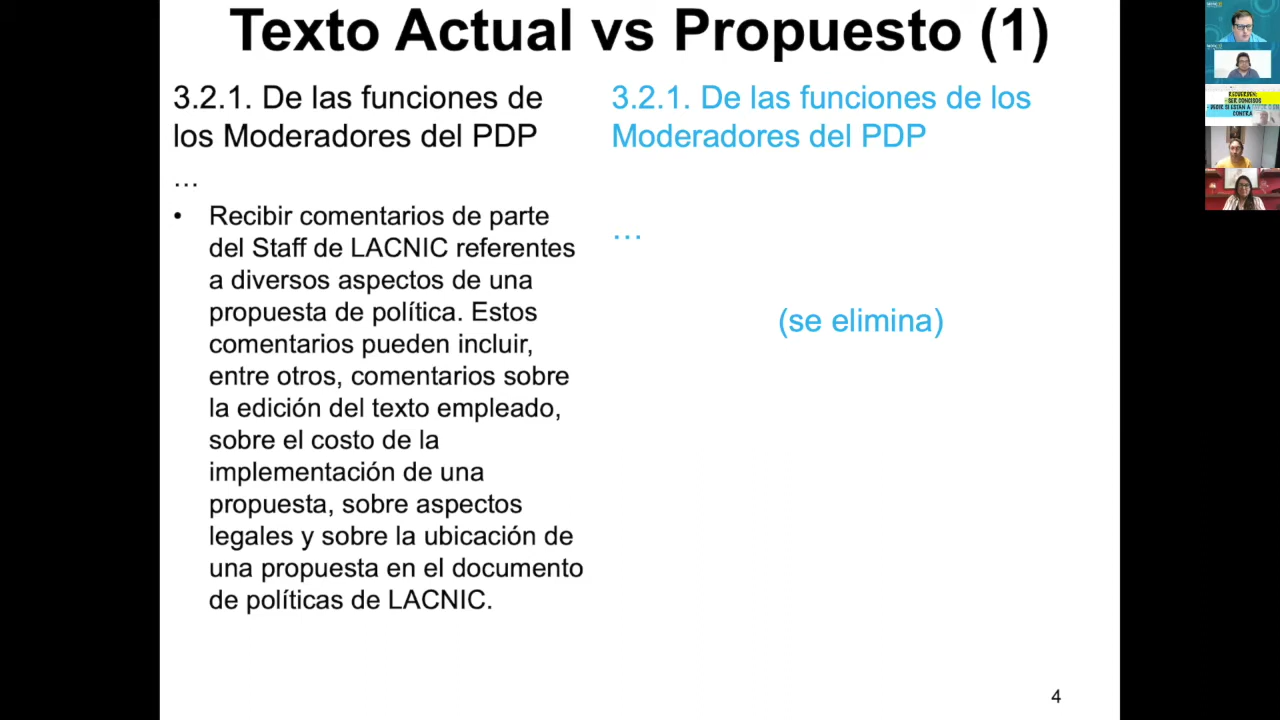 Texto Actual vs Propuesto (1)
3.2.1. De las funciones de
los Moderadores del PDP
…
• Recibir comentarios de parte
del Staff de LACNIC referentes
a diversos aspectos de una
propuesta de política. Estos
comentarios pueden incluir,
entre otros, comentarios sobre
la edición del texto empleado,
sobre el costo de la
implementación de una
propuesta, sobre aspectos
legales y sobre la ubicación de
una propuesta en el documento
de políticas de LACNIC.
3.2.1. De las funciones de los
Moderadores del PDP
…
(se elimina)
4
RECUERDEN:
SER CONCISOS
CONTRA